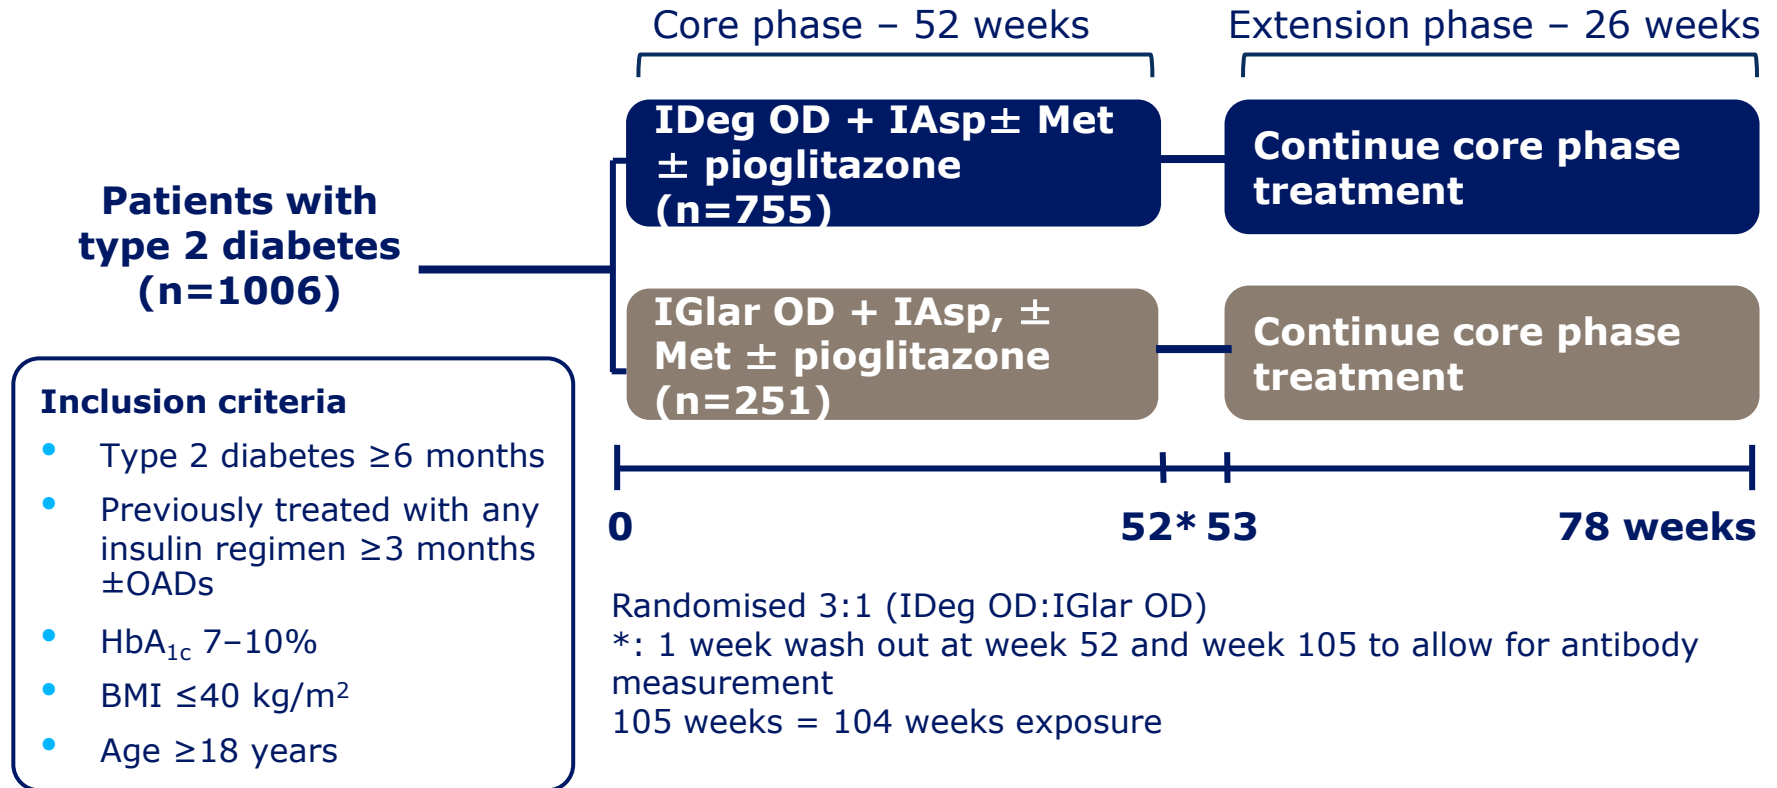 Core phase – 52 weeks
Extension phase – 26 weeks
Patients with
type 2 diabetes
(n=1006)
IDeg OD + IAsp± Met
± pioglitazone
(n=755)
Continue core phase
treatment
IGlar OD + IAsp, ±
Met ± pioglitazone
(n=251)
Continue core phase
treatment
0
52*
53
78 weeks
Inclusion criteria
• Type 2 diabetes ≥6 months
• Previously treated with any
insulin regimen ≥3 months
±OADs
• HbA1c 7–10%
• BMI ≤40 kg/m²
• Age ≥18 years
Randomised 3:1 (IDeg OD:IGlar OD)
*: 1 week wash out at week 52 and week 105 to allow for antibody
measurement
105 weeks = 104 weeks exposure